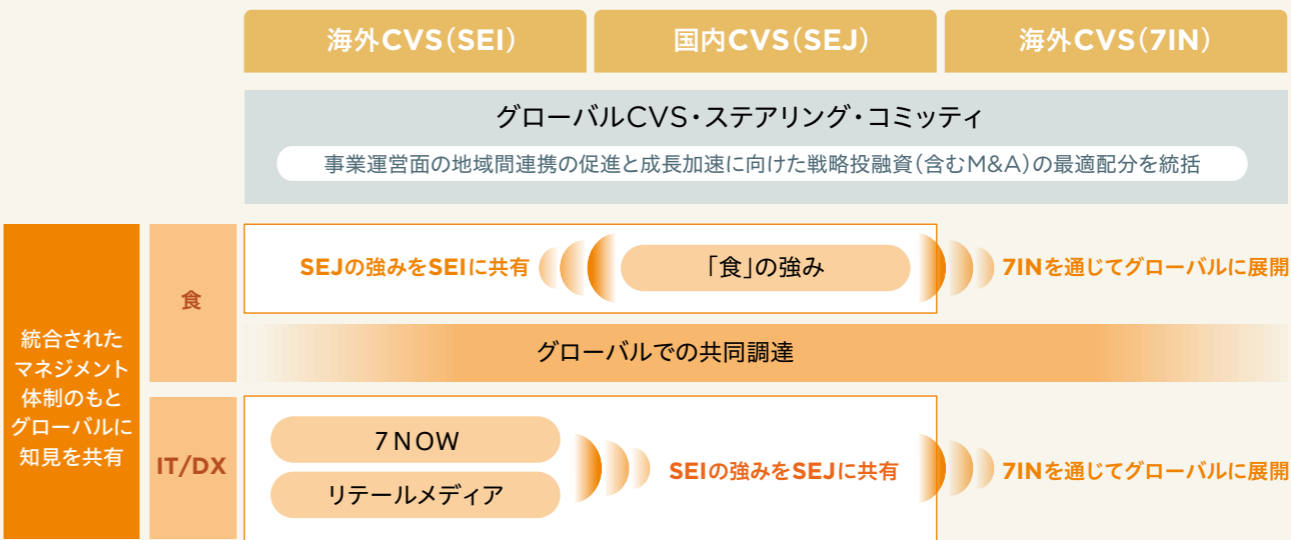 海外CVS(SEI)
国内CVS(SEJ)
海外CVS(7IN)
グローバルCVS・ステアリング・コミッティ
事業運営面の地域間連携の促進と成長加速に向けた戦略投融資(含むM&A)の最適配分を統括
統合された
マネジメント
体制のもと
グローバルに
知見を共有
食
SEJの強みをSEIに共有
「食」の強み
7INを通じてグローバルに展開
グローバルでの共同調達
IT/DX
7NOW
リテールメディア
SEIの強みをSEJに共有
7INを通じてグローバルに展開